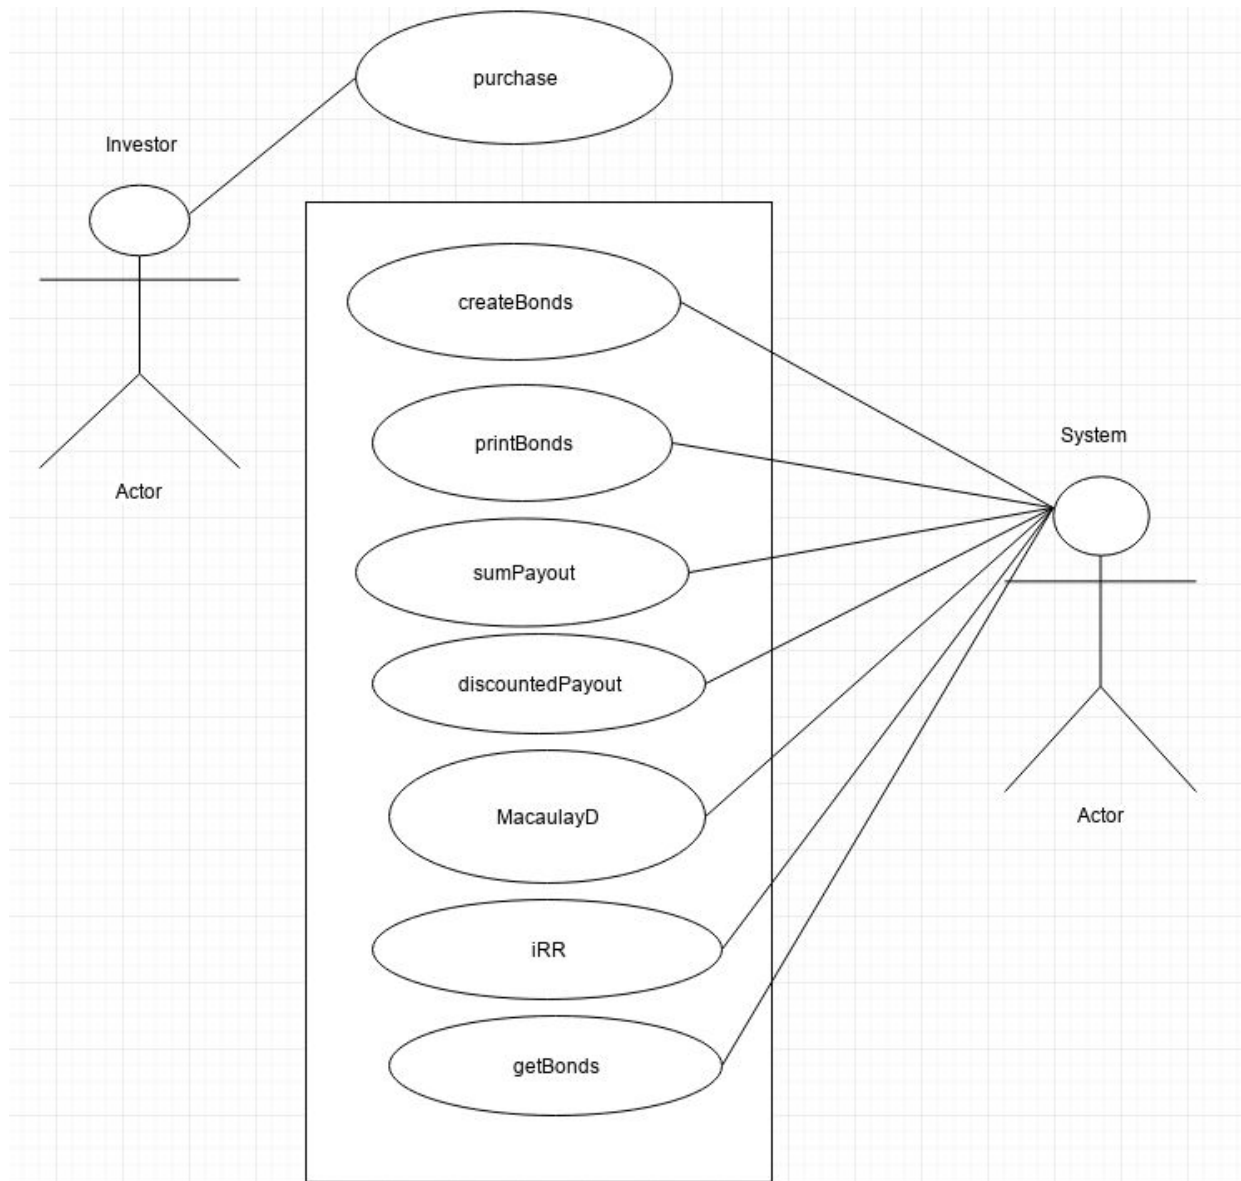 purchase
Investor
createBonds
System
printBonds
Actor
sumPayout
discountedPayout
MacaulayD
Actor
iRR
getBonds